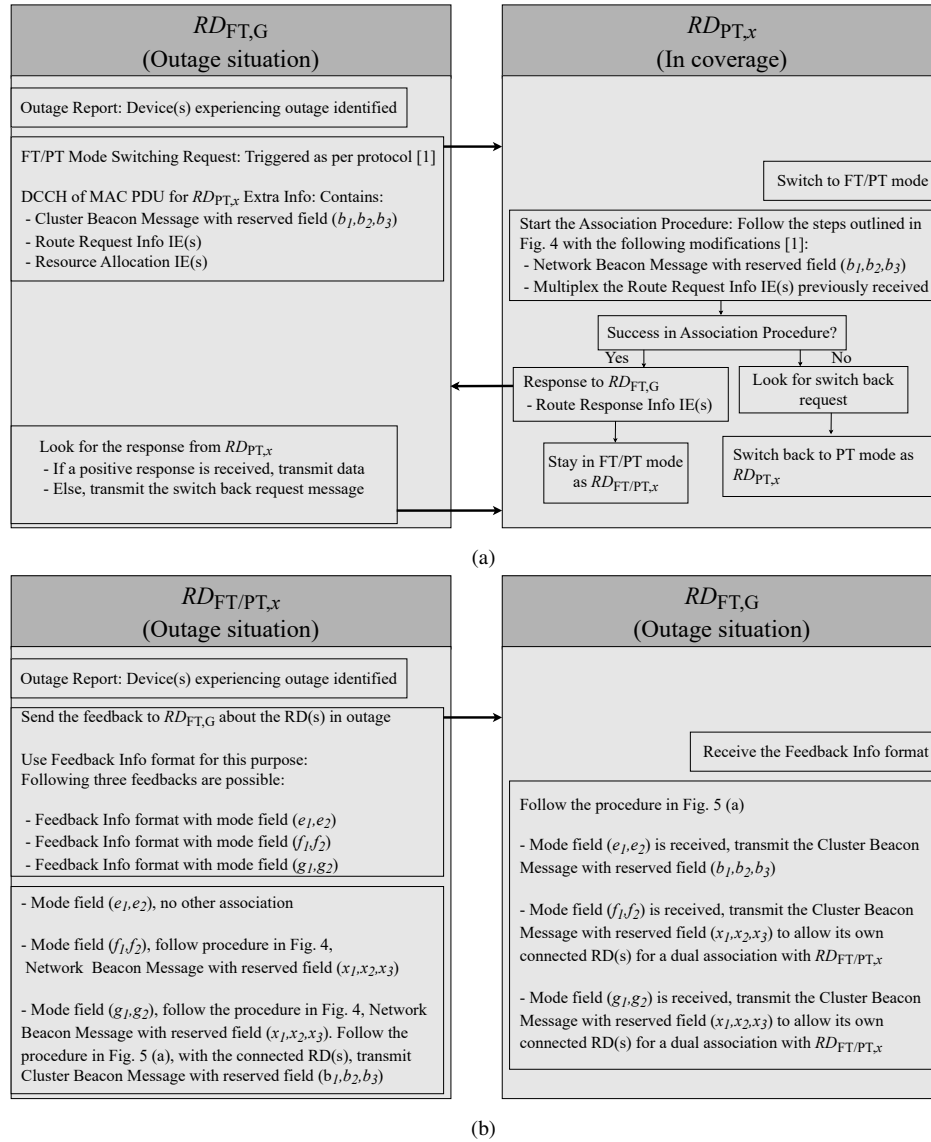 (a)
RD_FT,G
(Outage situation)
Outage Report: Device(s) experiencing outage identified
FT/PT Mode Switching Request: Triggered as per protocol [1]
DCCH of MAC PDU for RD_PT,x Extra Info: Contains:
- Cluster Beacon Message with reserved field (b1,b2,b3)
- Route Request Info IE(s)
- Resource Allocation IE(s)
Look for the response from RD_PT,x
- If a positive response is received, transmit data
- Else, transmit the switch back request message
RD_PT,x
(In coverage)
Switch to FT/PT mode
Start the Association Procedure: Follow the steps outlined in
Fig. 4 with the following modifications [1]:
- Network Beacon Message with reserved field (b1,b2,b3)
- Multiplex the Route Request Info IE(s) previously received
Success in Association Procedure?
Yes
No
Response to RD_FT,G
- Route Response Info IE(s)
Look for switch back
request
Stay in FT/PT mode
as RD_FT/PT,x
Switch back to PT mode as
RD_PT,x
(a)
RD_FT/PT,x
(Outage situation)
Outage Report: Device(s) experiencing outage identified
Send the feedback to RD_FT,G about the RD(s) in outage
Use Feedback Info format for this purpose:
Following three feedbacks are possible:
- Feedback Info format with mode field (e1,e2)
- Feedback Info format with mode field (f1,f2)
- Feedback Info format with mode field (g1,g2)
- Mode field (e1,e2), no other association
- Mode field (f1,f2), follow procedure in Fig. 4,
Network Beacon Message with reserved field (x1,x2,x3)
- Mode field (g1,g2), follow the procedure in Fig. 4, Network
Beacon Message with reserved field (x1,x2,x3). Follow the
procedure in Fig. 5 (a), with the connected RD(s), transmit
Cluster Beacon Message with reserved field (b1,b2,b3)
RD_FT,G
(Outage situation)
Receive the Feedback Info format
Follow the procedure in Fig. 5 (a)
- Mode field (e1,e2) is received, transmit the Cluster Beacon
Message with reserved field (b1,b2,b3)
- Mode field (f1,f2) is received, transmit the Cluster Beacon
Message with reserved field (x1,x2,x3) to allow its own
connected RD(s) for a dual association with RD_FT/PT,x
- Mode field (g1,g2) is received, transmit the Cluster Beacon
Message with reserved field (x1,x2,x3) to allow its own
connected RD(s) for a dual association with RD_FT/PT,x
(b)